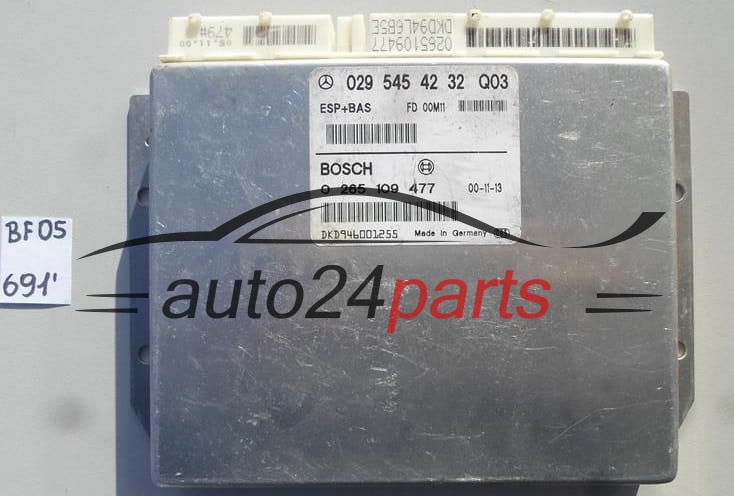 479# 05.11.00
0265109477
DKD94L6B5E
029 545 42 32 Q03
ESP+BAS FD 00M11
BOSCH
0 265 109 477 00-11-13
DKD946001255 Made in Germany
BF05
691'
auto24parts